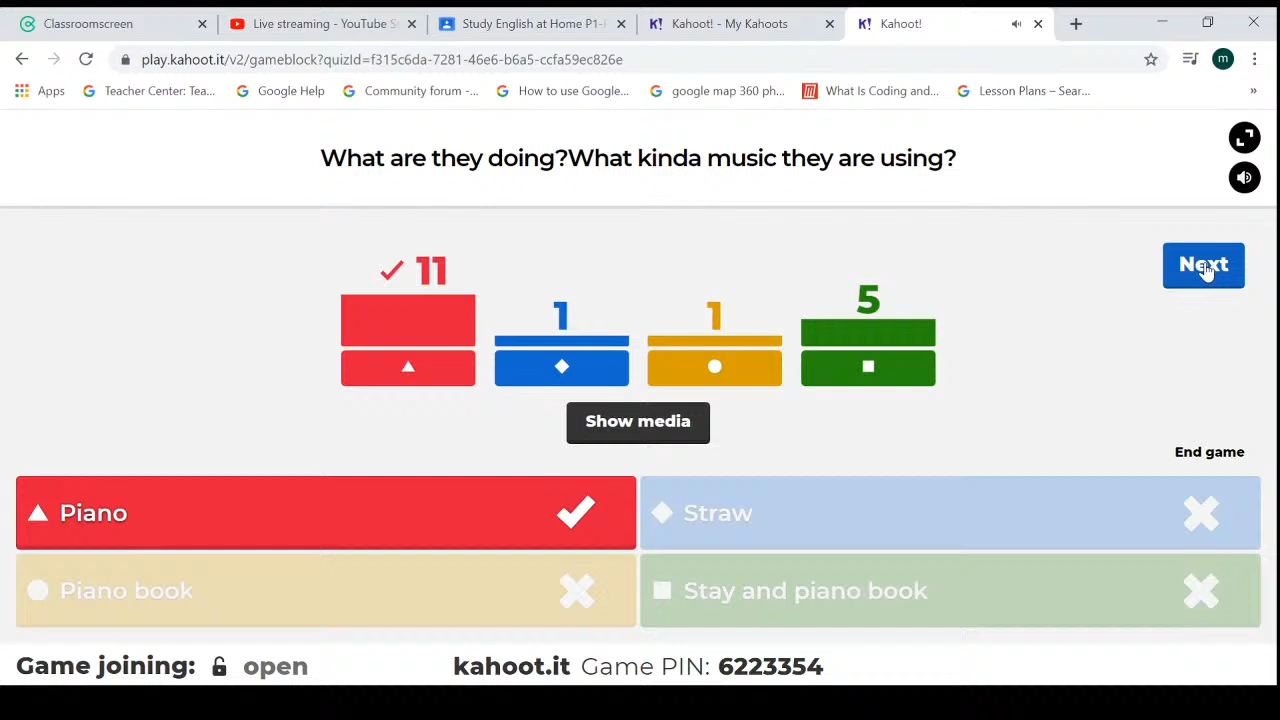 Classroomscreen
Live streaming - YouTube S
Study English at Home P1-
Kahoot! - My Kahoots
Kahoot!
play.kahoot.it/v2/gameblock?quizId=f315c6da-7281-46e6-b6a5-ccfa59ec826e
m
Apps
Teacher Center: Tea...
Google Help
Community forum -...
How to use Google...
google map 360 ph...
What Is Coding and...
Lesson Plans – Sear...
What are they doing?What kinda music they are using?
Next
11
1
1
5
Show media
End game
Piano
Straw
Piano book
Stay and piano book
Game joining: open
kahoot.it Game PIN: 6223354